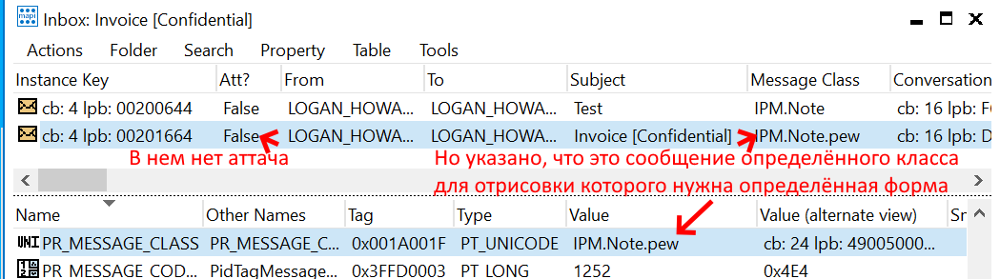 mapi Inbox: Invoice [Confidential]
Actions Folder Search Property Table Tools
Instance Key Att? From To Subject Message Class Conversation
cb: 4 lpb: 00200644 False LOGAN_HOWA... LOGAN_HOWA... Test IPM.Note cb: 16 lpb: F
cb: 4 lpb: 00201664 False LOGAN_HOWA... LOGAN_HOWA... Invoice [Confidential] IPM.Note.pew cb: 16 lpb: D
В нем нет аттача
Но указано, что это сообщение определённого класса
для отрисовки которого нужна определённая форма
Name Other Names Tag Type Value Value (alternate view) Sr
UNI PR_MESSAGE_CLASS PR_MESSAGE_C... 0x001A001F PT_UNICODE IPM.Note.pew cb: 24 lpb: 49005000...
PR_MESSAGE_COD... PidTagMessage... 0x3FFD0003 PT_LONG 1252 0x4E4